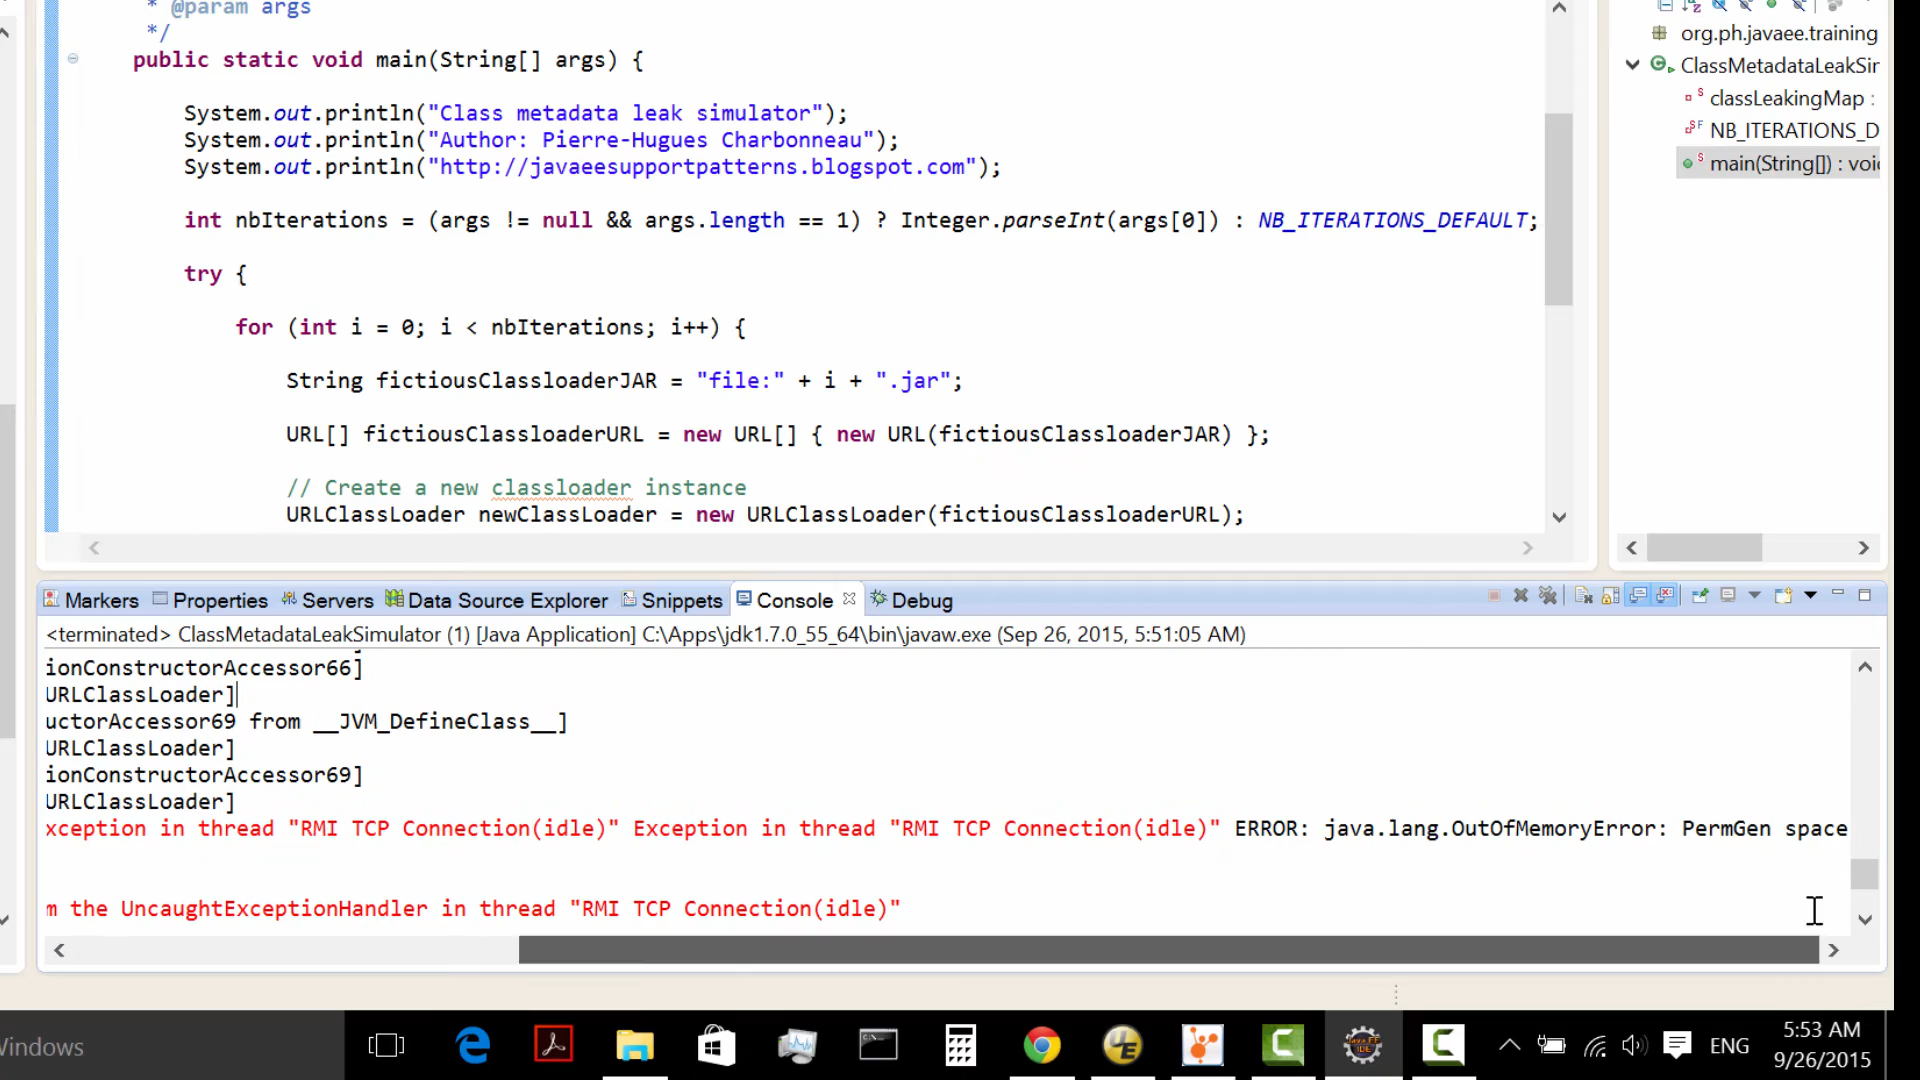 * @param args
*/
public static void main(String[] args) {
System.out.println("Class metadata leak simulator");
System.out.println("Author: Pierre-Hugues Charbonneau");
System.out.println("http://javaeesupportpatterns.blogspot.com");
int nbIterations = (args != null && args.length == 1) ? Integer.parseInt(args[0]) : NB_ITERATIONS_DEFAULT;
try {
for (int i = 0; i < nbIterations; i++) {
String fictiousClassloaderJAR = "file:" + i + ".jar";
URL[] fictiousClassloaderURL = new URL[] { new URL(fictiousClassloaderJAR) };
// Create a new classloader instance
URLClassLoader newClassLoader = new URLClassLoader(fictiousClassloaderURL);
org.ph.javaee.training
ClassMetadataLeakSir
classLeakingMap :
NB_ITERATIONS_D
main(String[]) : voi
Markers Properties Servers Data Source Explorer Snippets Console Debug
<terminated> ClassMetadataLeakSimulator (1) [Java Application] C:\Apps\jdk1.7.0_55_64\bin\javaw.exe (Sep 26, 2015, 5:51:05 AM)
ionConstructorAccessor66]
URLClassLoader]
uctorAccessor69 from __JVM_DefineClass__]
URLClassLoader]
ionConstructorAccessor69]
URLClassLoader]
xception in thread "RMI TCP Connection(idle)" Exception in thread "RMI TCP Connection(idle)" ERROR: java.lang.OutOfMemoryError: PermGen space
m the UncaughtExceptionHandler in thread "RMI TCP Connection(idle)"
Windows
ENG
5:53 AM
9/26/2015